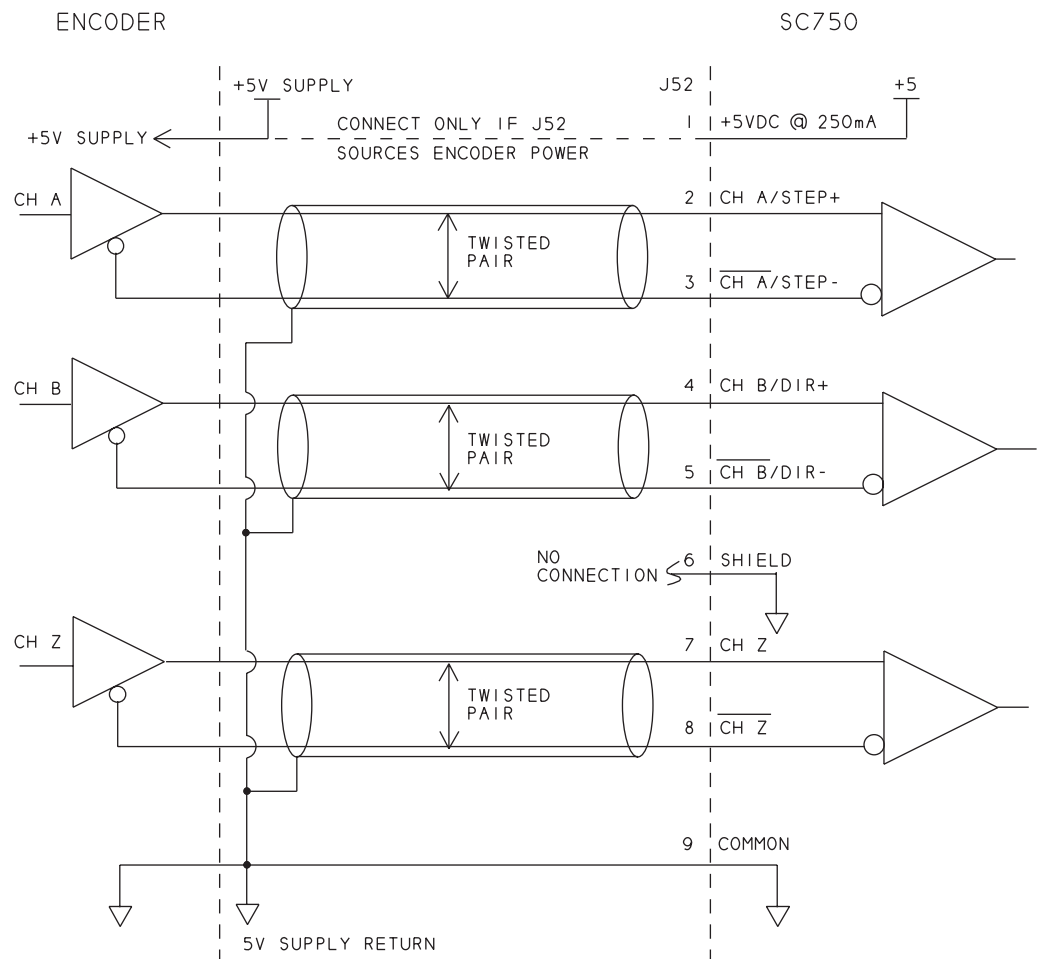 ENCODER
SC750
+5V SUPPLY
J52
+5
+5V SUPPLY
CONNECT ONLY IF J52
SOURCES ENCODER POWER
1
+5VDC @ 250mA
CH A
2
CH A/STEP+
TWISTED
PAIR
3
CH A/STEP-
CH B
4
CH B/DIR+
TWISTED
PAIR
5
CH B/DIR-
NO
CONNECTION
6
SHIELD
CH Z
7
CH Z
TWISTED
PAIR
8
CH Z
9
COMMON
5V SUPPLY RETURN